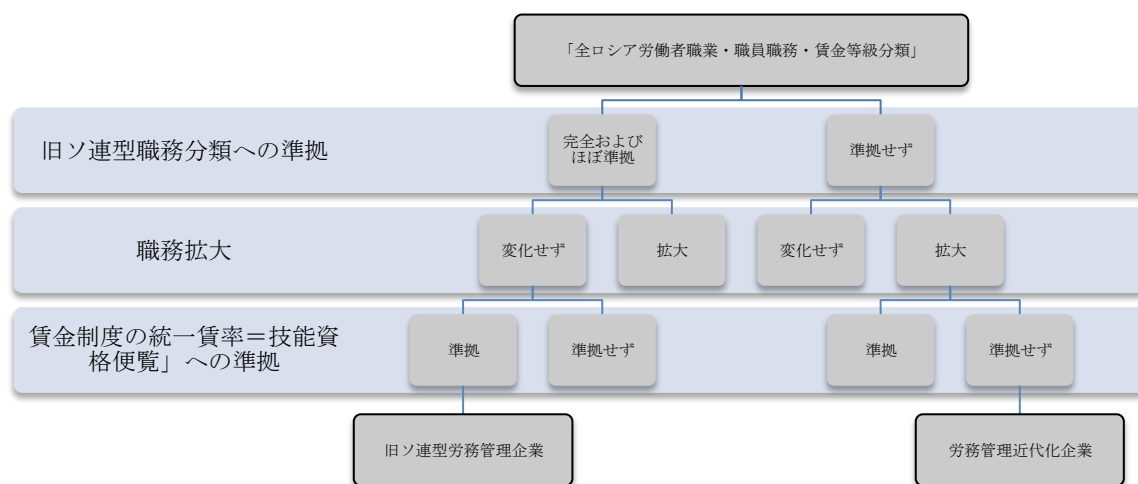 「全ロシア労働者職業・職員職務・賃金等級分類」
旧ソ連型職務分類への準拠
完全および
ほぼ準拠
準拠せず
職務拡大
変化せず
拡大
変化せず
拡大
賃金制度の統一賃率＝技能資
格便覧」への準拠
準拠
準拠せず
準拠
準拠せず
旧ソ連型労務管理企業
労務管理近代化企業